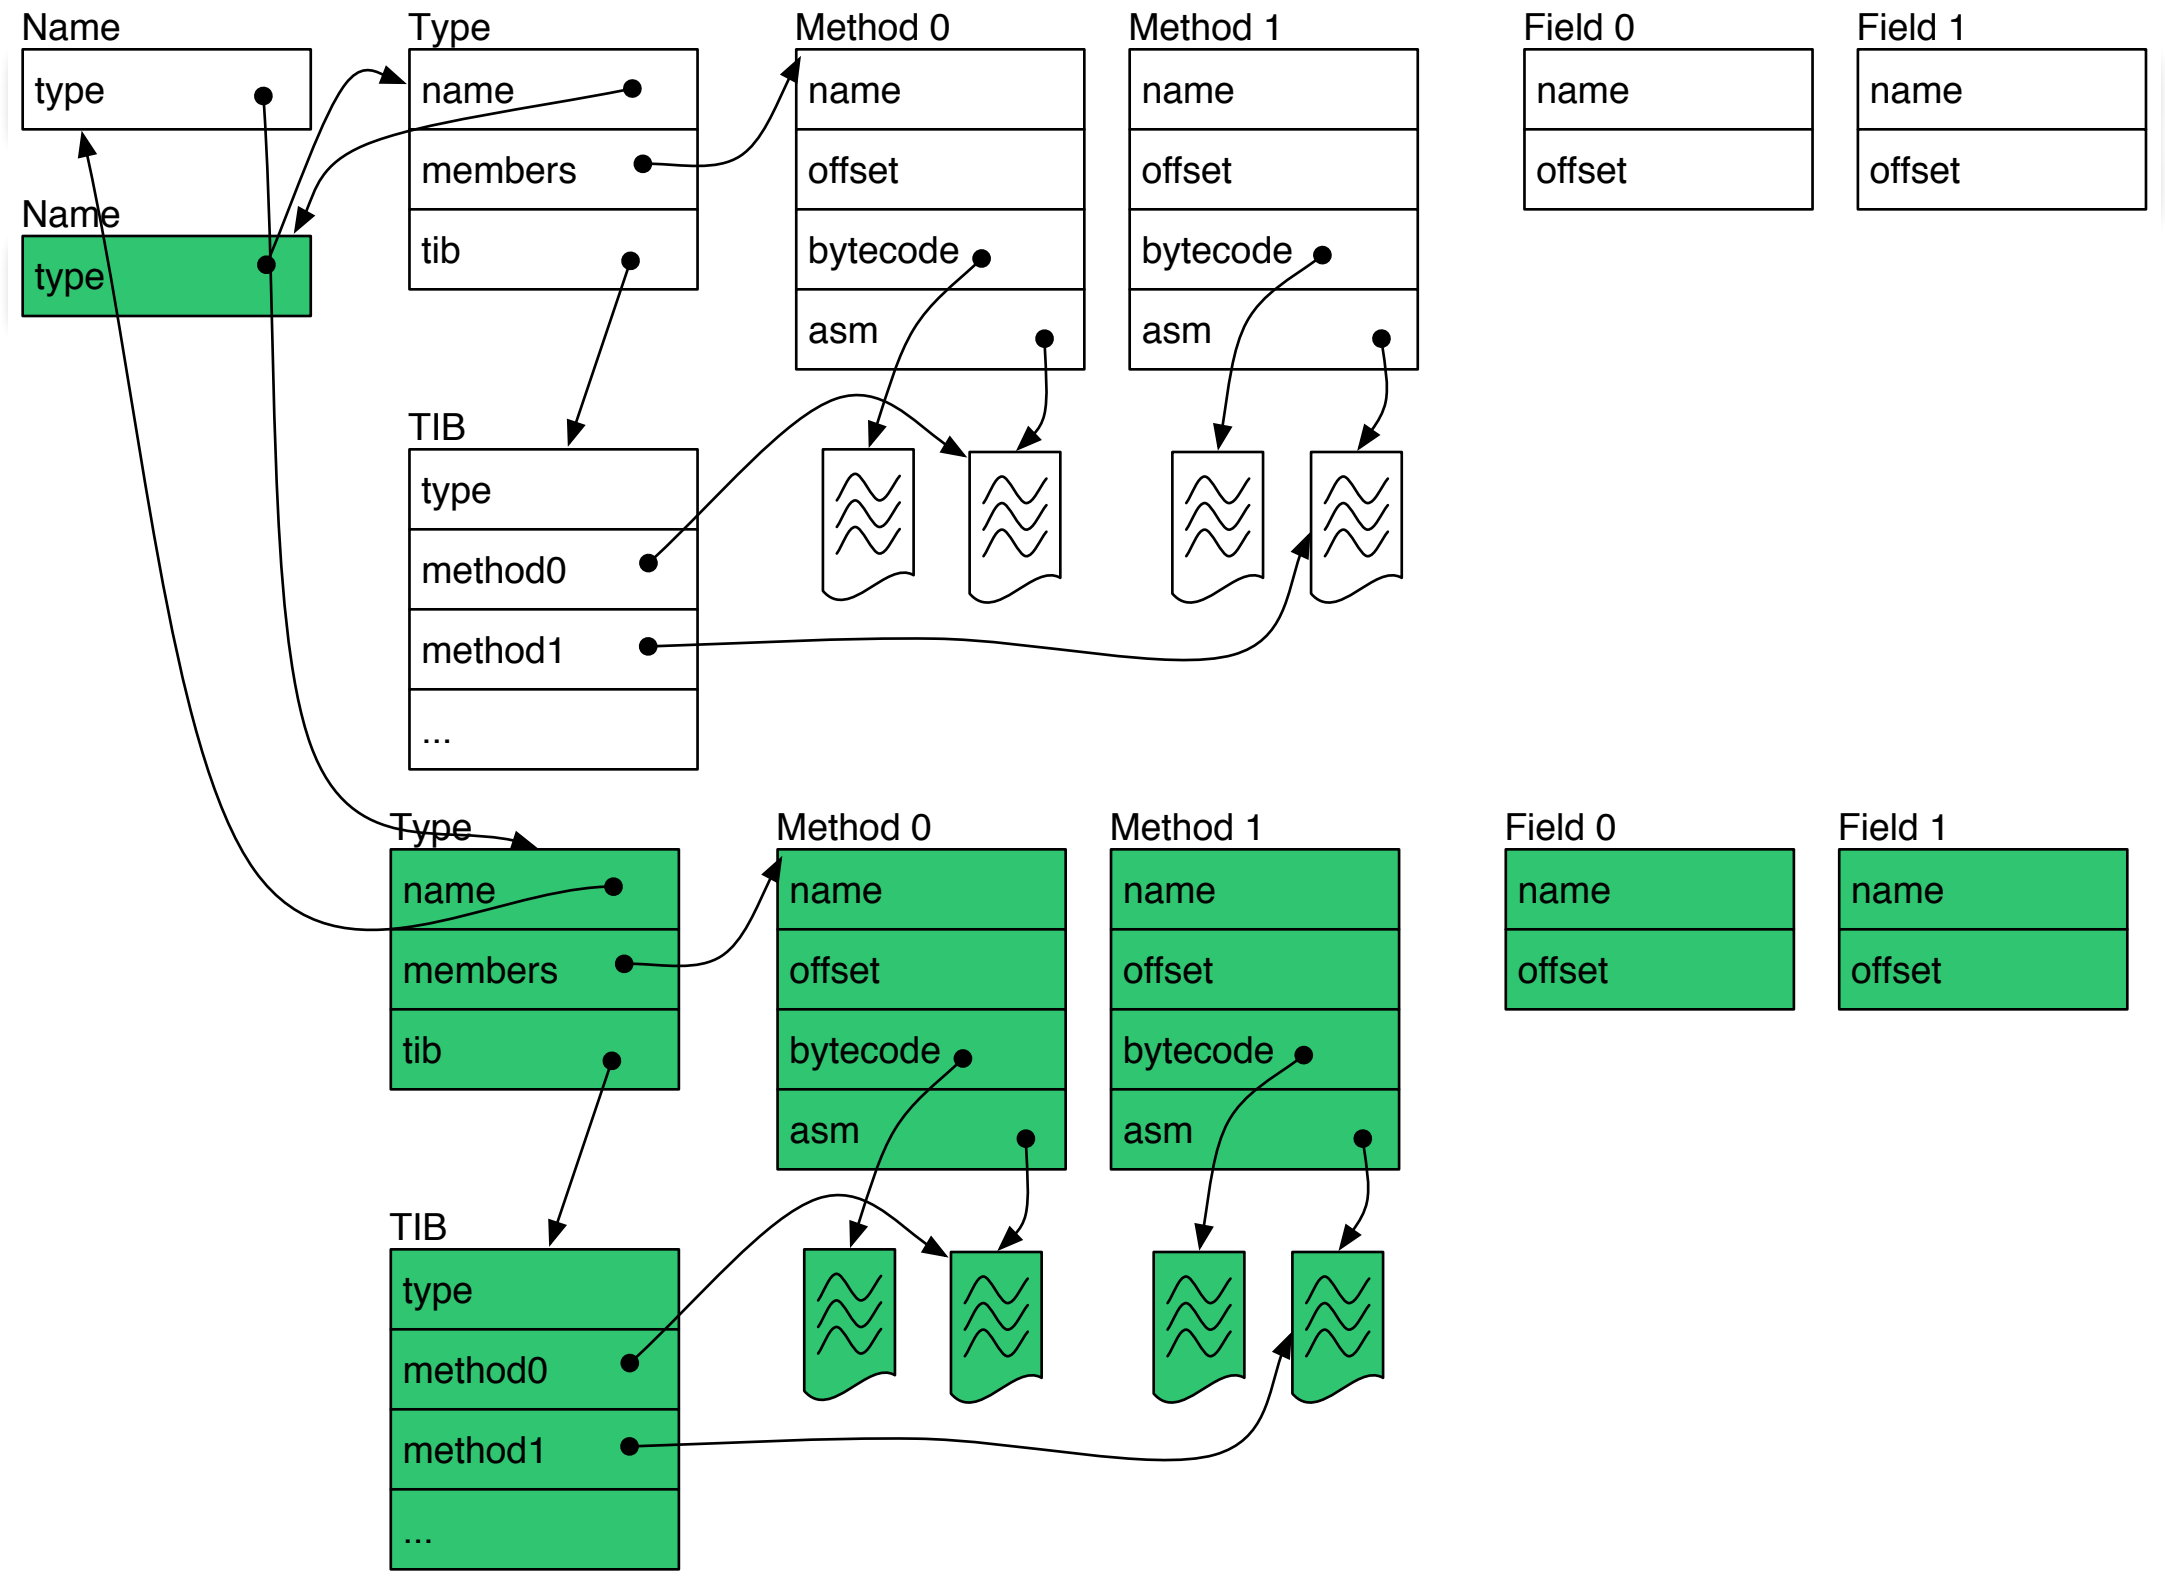 Name
type
Name
type
Type
name
members
tib
Method 0
name
offset
bytecode
asm
Method 1
name
offset
bytecode
asm
Field 0
name
offset
Field 1
name
offset
TIB
type
method0
method1
...
Type
name
members
tib
Method 0
name
offset
bytecode
asm
Method 1
name
offset
bytecode
asm
Field 0
name
offset
Field 1
name
offset
TIB
type
method0
method1
...